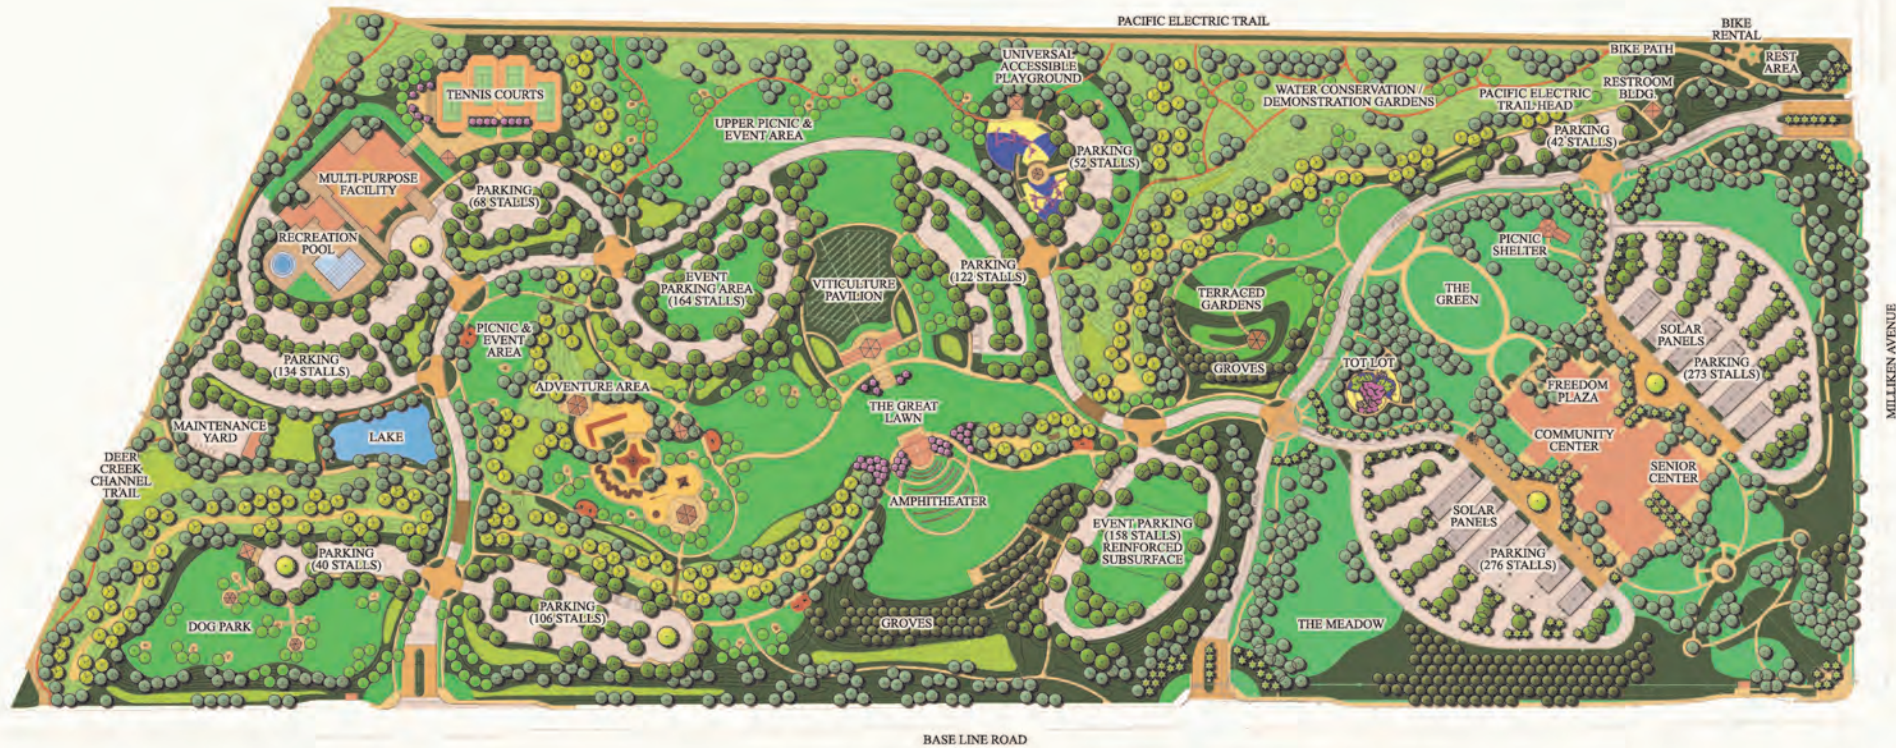 PACIFIC ELECTRIC TRAIL
BIKE
RENTAL
BIKE PATH
REST
AREA
UNIVERSAL
ACCESSIBLE
PLAYGROUND
TENNIS COURTS
WATER CONSERVATION /
DEMONSTRATION GARDENS
PACIFIC ELECTRIC
TRAIL HEAD
RESTROOM
BLDG
UPPER PICNIC &
EVENT AREA
PARKING
(42 STALLS)
PARKING
(52 STALLS)
MULTI-PURPOSE
FACILITY
PARKING
(68 STALLS)
RECREATION
POOL
PICNIC
SHELTER
EVENT
PARKING AREA
(164 STALLS)
VITICULTURE
PAVILION
PARKING
(122 STALLS)
TERRACED
GARDENS
THE
GREEN
MILLIKEN AVENUE
PICNIC &
EVENT
AREA
SOLAR
PANELS
PARKING
(273 STALLS)
PARKING
(134 STALLS)
GROVES
TOT LOT
ADVENTURE AREA
FREEDOM
PLAZA
THE GREAT
LAWN
MAINTENANCE
YARD
LAKE
COMMUNITY
CENTER
SENIOR
CENTER
DEER
CREEK
CHANNEL
TRAIL
AMPHITHEATER
SOLAR
PANELS
EVENT PARKING
(158 STALLS)
REINFORCED
SUBSURFACE
PARKING
(40 STALLS)
PARKING
(276 STALLS)
PARKING
(106 STALLS)
DOG PARK
GROVES
THE MEADOW
BASE LINE ROAD